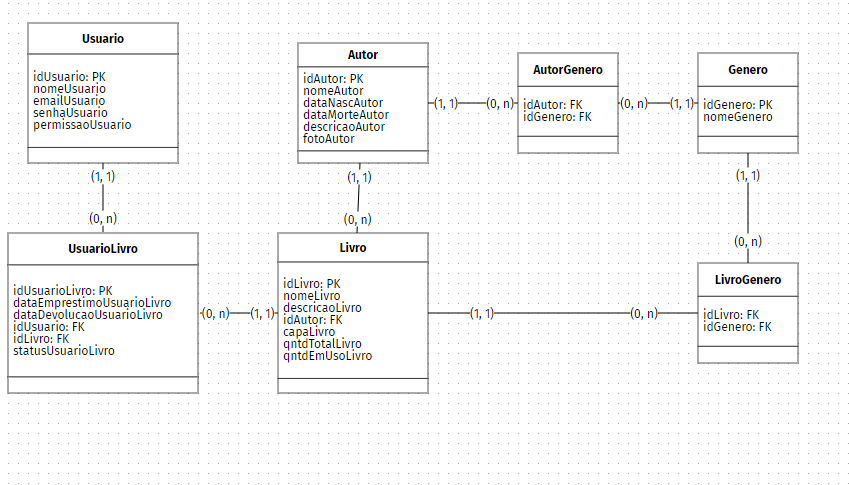 Usuario
idUsuario: PK
nomeUsuario
emailUsuario
senhaUsuario
permissaoUsuario
(1, 1)
(0, n)
Autor
idAutor: PK
nomeAutor
dataNascAutor
dataMorteAutor
descricaoAutor
fotoAutor
(1, 1)
(0, n)
(1, 1)
(0, n)
AutorGenero
idAutor: FK
idGenero: FK
(0, n)
(1, 1)
Genero
idGenero: PK
nomeGenero
(1, 1)
(0, n)
UsuarioLivro
idUsuarioLivro: PK
dataEmprestimoUsuarioLivro
dataDevolucaoUsuarioLivro
idUsuario: FK
idLivro: FK
statusUsuarioLivro
(0, n)
(1, 1)
Livro
idLivro: PK
nomeLivro
descricaoLivro
idAutor: FK
capaLivro
qntdTotalLivro
qntdEmUsoLivro
(1, 1)
(0, n)
LivroGenero
idLivro: FK
idGenero: FK